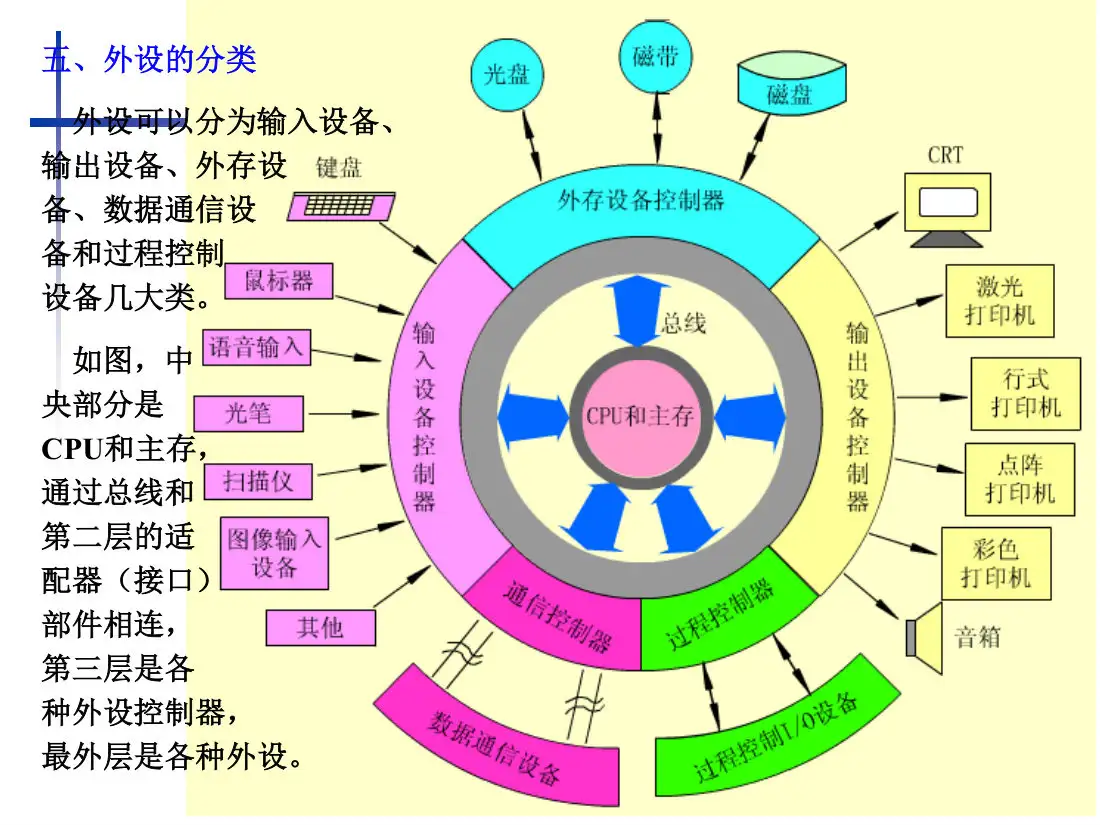 五、外设的分类
外设可以分为输入设备、
输出设备、外存设
备、数据通信设
备和过程控制
设备几大类。
如图，中
央部分是
CPU和主存，
通过总线和
第二层的适
配器（接口）
部件相连，
第三层是各
种外设控制器，
最外层是各种外设。
光盘
磁带
磁盘
键盘
鼠标器
语音输入
光笔
扫描仪
图像输入
设备
其他
外存设备控制器
输入设备控制器
总线
CPU和主存
输出设备控制器
通信控制器
过程控制器
数据通信设备
过程控制I/O设备
CRT
激光
打印机
行式
打印机
点阵
打印机
彩色
打印机
音箱